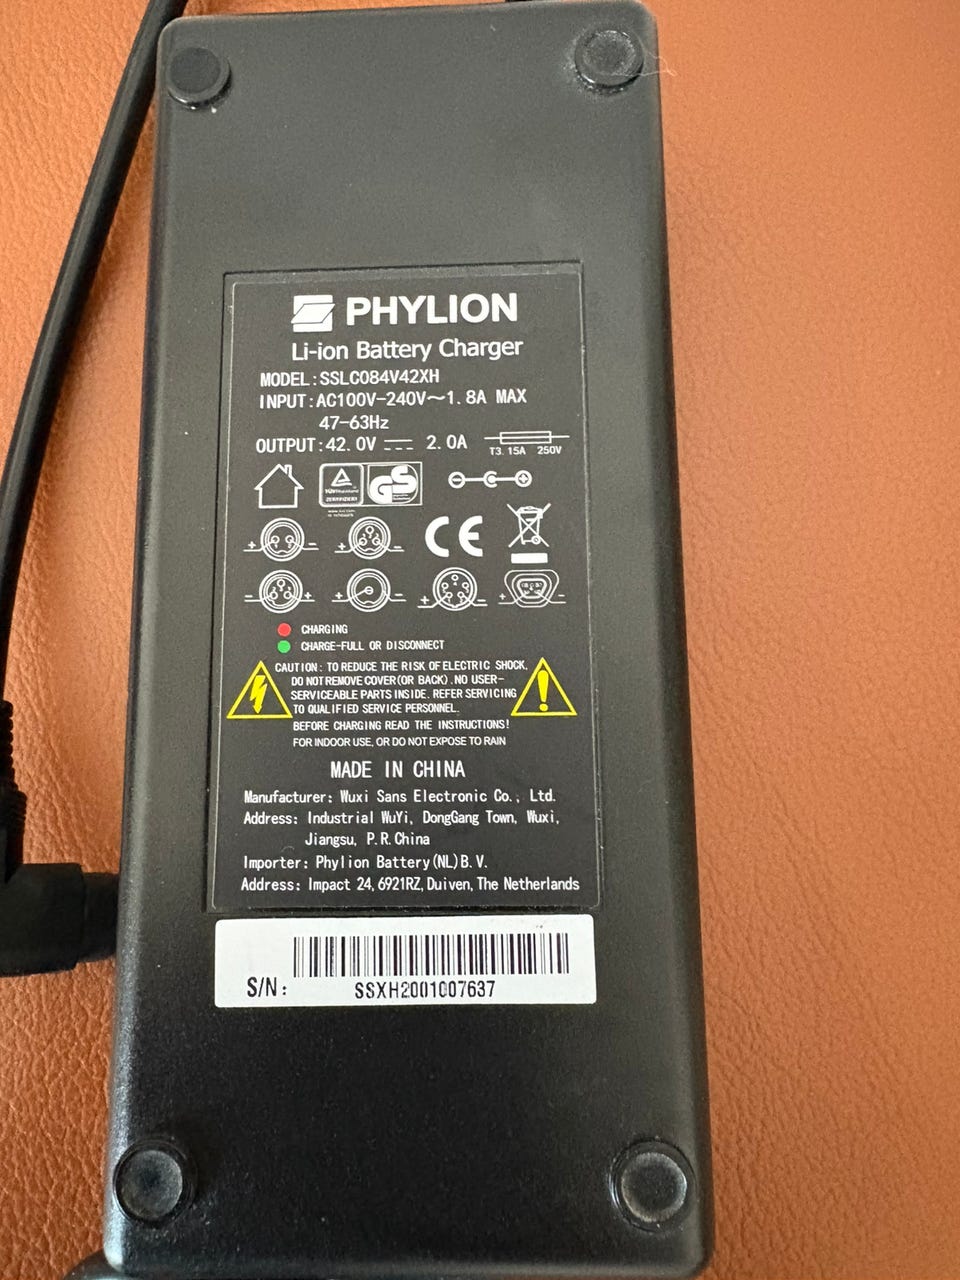 PHYLION
Li-ion Battery Charger
MODEL:SSLC084V42XH
INPUT:AC100V-240V～1.8A MAX
47-63Hz
OUTPUT:42.0V ⎓ 2.0A
T3.15A 250V
TÜVRheinland
ZERTIFIZIERT
GS
CE
CHARGING
CHARGE-FULL OR DISCONNECT
CAUTION: TO REDUCE THE RISK OF ELECTRIC SHOCK,
DO NOT REMOVE COVER(OR BACK). NO USER-
SERVICEABLE PARTS INSIDE. REFER SERVICING
TO QUALIFIED SERVICE PERSONNEL.
BEFORE CHARGING READ THE INSTRUCTIONS!
FOR INDOOR USE, OR DO NOT EXPOSE TO RAIN
MADE IN CHINA
Manufacturer: Wuxi Sans Electronic Co., Ltd.
Address: Industrial WuYi, DongGang Town, Wuxi,
Jiangsu, P.R.China
Importer: Phylion Battery(NL)B.V.
Address: Impact 24,6921RZ,Duiven,The Netherlands
S/N: SSXH2001007637